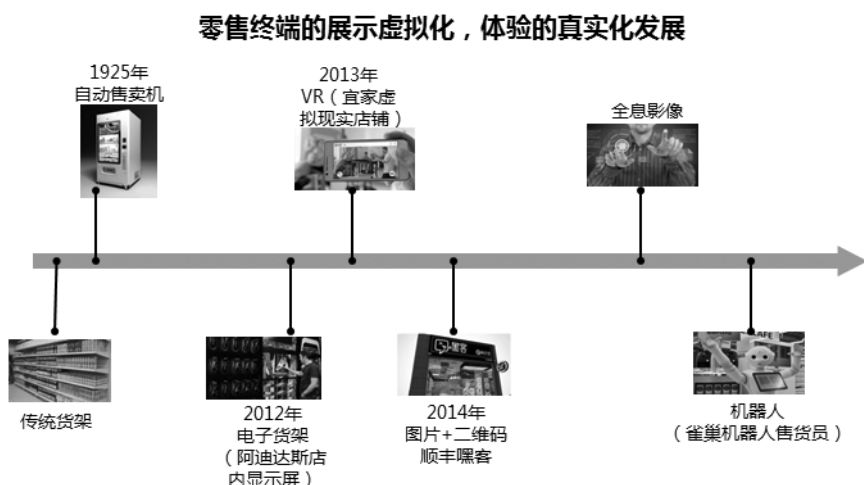 零售终端的展示虚拟化，体验的真实化发展
1925年
自动售卖机
2013年
VR（宜家虚
拟现实店铺）
全息影像
传统货架
2012年
电子货架
（阿迪达斯店
内显示屏）
2014年
图片+二维码
顺丰嘿客
机器人
（雀巢机器人售货员）